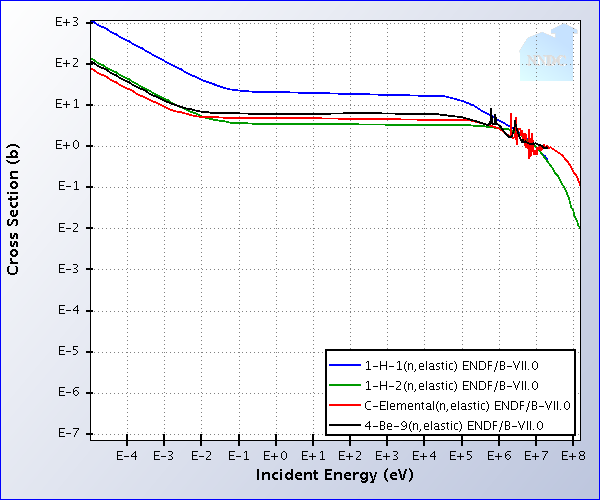 E+3
NNDC
E+2
E+1
E+0
E-1
E-2
E-3
E-4
E-5
E-6
E-7
Cross Section (b)
1-H-1(n,elastic) ENDF/B-VII.0
1-H-2(n,elastic) ENDF/B-VII.0
C-Elemental(n,elastic) ENDF/B-VII.0
4-Be-9(n,elastic) ENDF/B-VII.0
E-4 E-3 E-2 E-1 E+0 E+1 E+2 E+3 E+4 E+5 E+6 E+7 E+8
Incident Energy (eV)